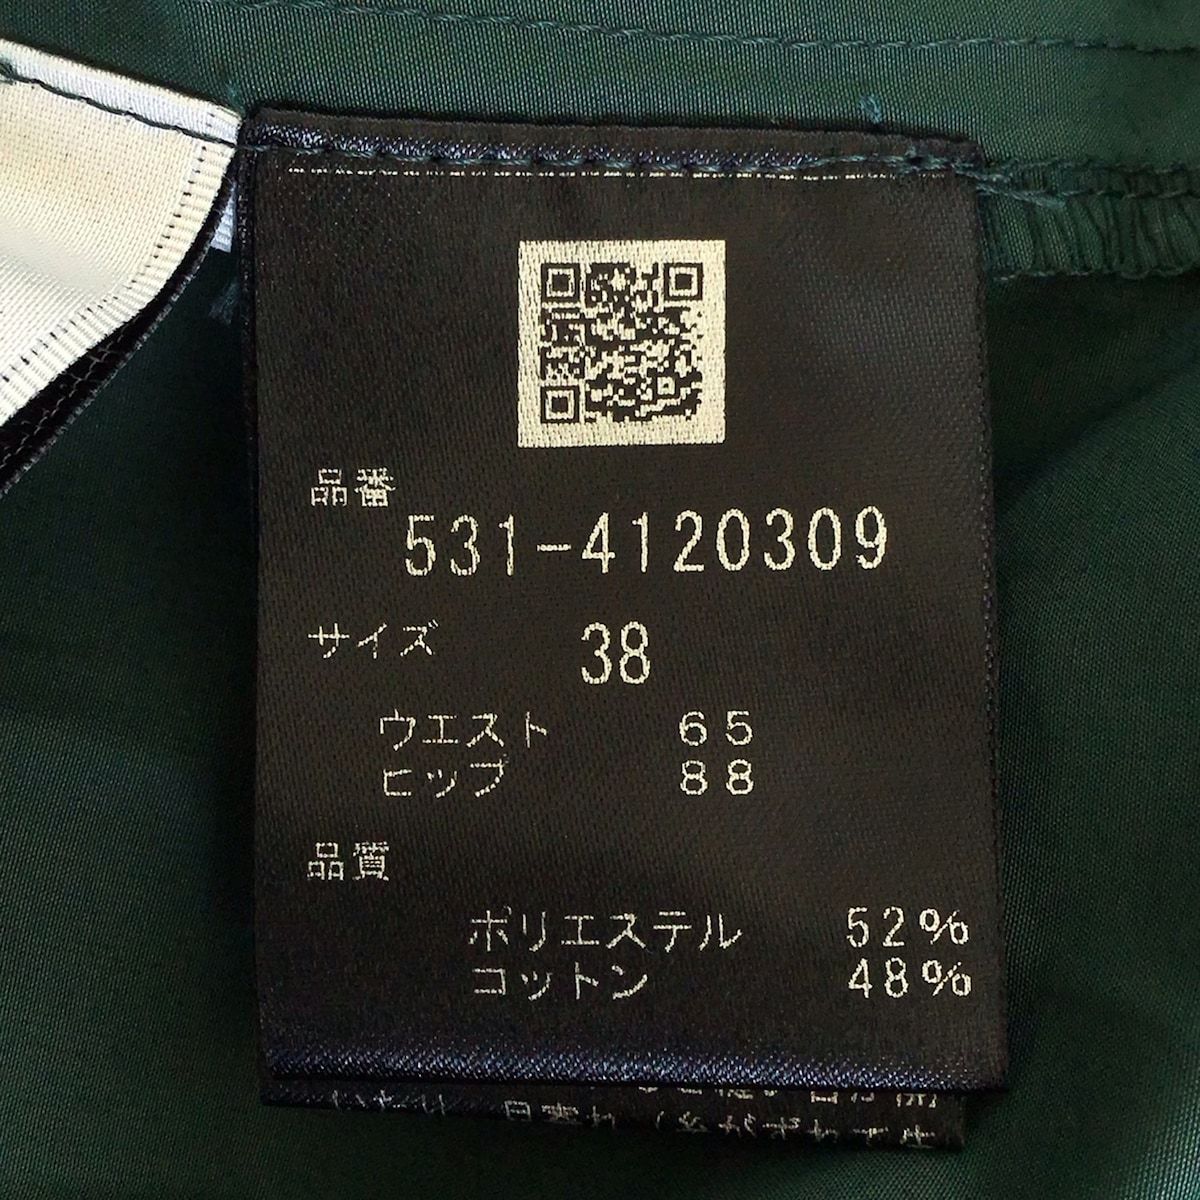 品番
531-4120309
サイズ 38
ウエスト 65
ヒップ 88
品質
ポリエステル 52%
コットン 48%